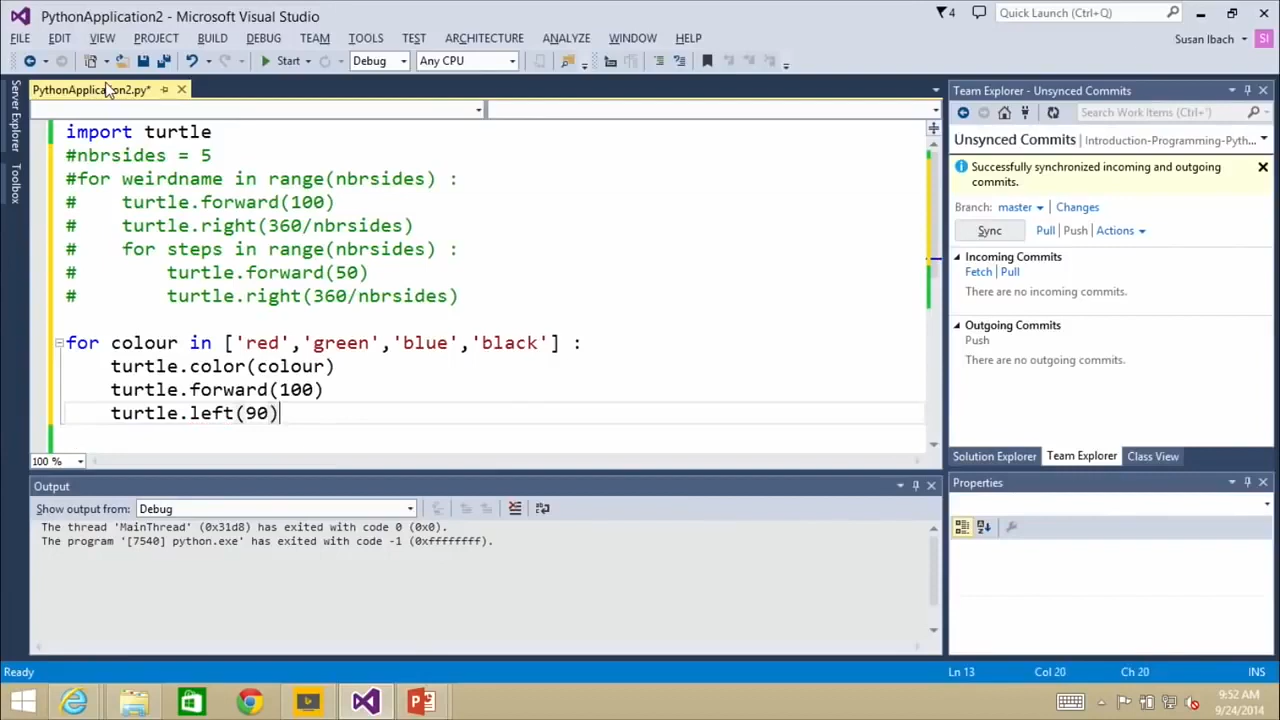 PythonApplication2 - Microsoft Visual Studio
4
Quick Launch (Ctrl+Q)
FILE EDIT VIEW PROJECT BUILD DEBUG TEAM TOOLS TEST ARCHITECTURE ANALYZE WINDOW HELP
Susan Ibach
SI
Start Debug Any CPU
Server Explorer
Toolbox
PythonApplication2.py*
import turtle
#nbrsides = 5
#for weirdname in range(nbrsides) :
#    turtle.forward(100)
#    turtle.right(360/nbrsides)
#    for steps in range(nbrsides) :
#        turtle.forward(50)
#        turtle.right(360/nbrsides)
for colour in ['red','green','blue','black'] :
    turtle.color(colour)
    turtle.forward(100)
    turtle.left(90)
100 %
Output
Show output from: Debug
The thread 'MainThread' (0x31d8) has exited with code 0 (0x0).
The program '[7540] python.exe' has exited with code -1 (0xffffffff).
Team Explorer - Unsynced Commits
Search Work Items (Ctrl+')
Unsynced Commits | Introduction-Programming-Pyth...
Successfully synchronized incoming and outgoing
commits.
Branch: master Changes
Sync Pull Push Actions
Incoming Commits
Fetch | Pull
There are no incoming commits.
Outgoing Commits
Push
There are no outgoing commits.
Solution Explorer Team Explorer Class View
Properties
Ready Ln 13 Col 20 Ch 20 INS
9:52 AM
9/24/2014